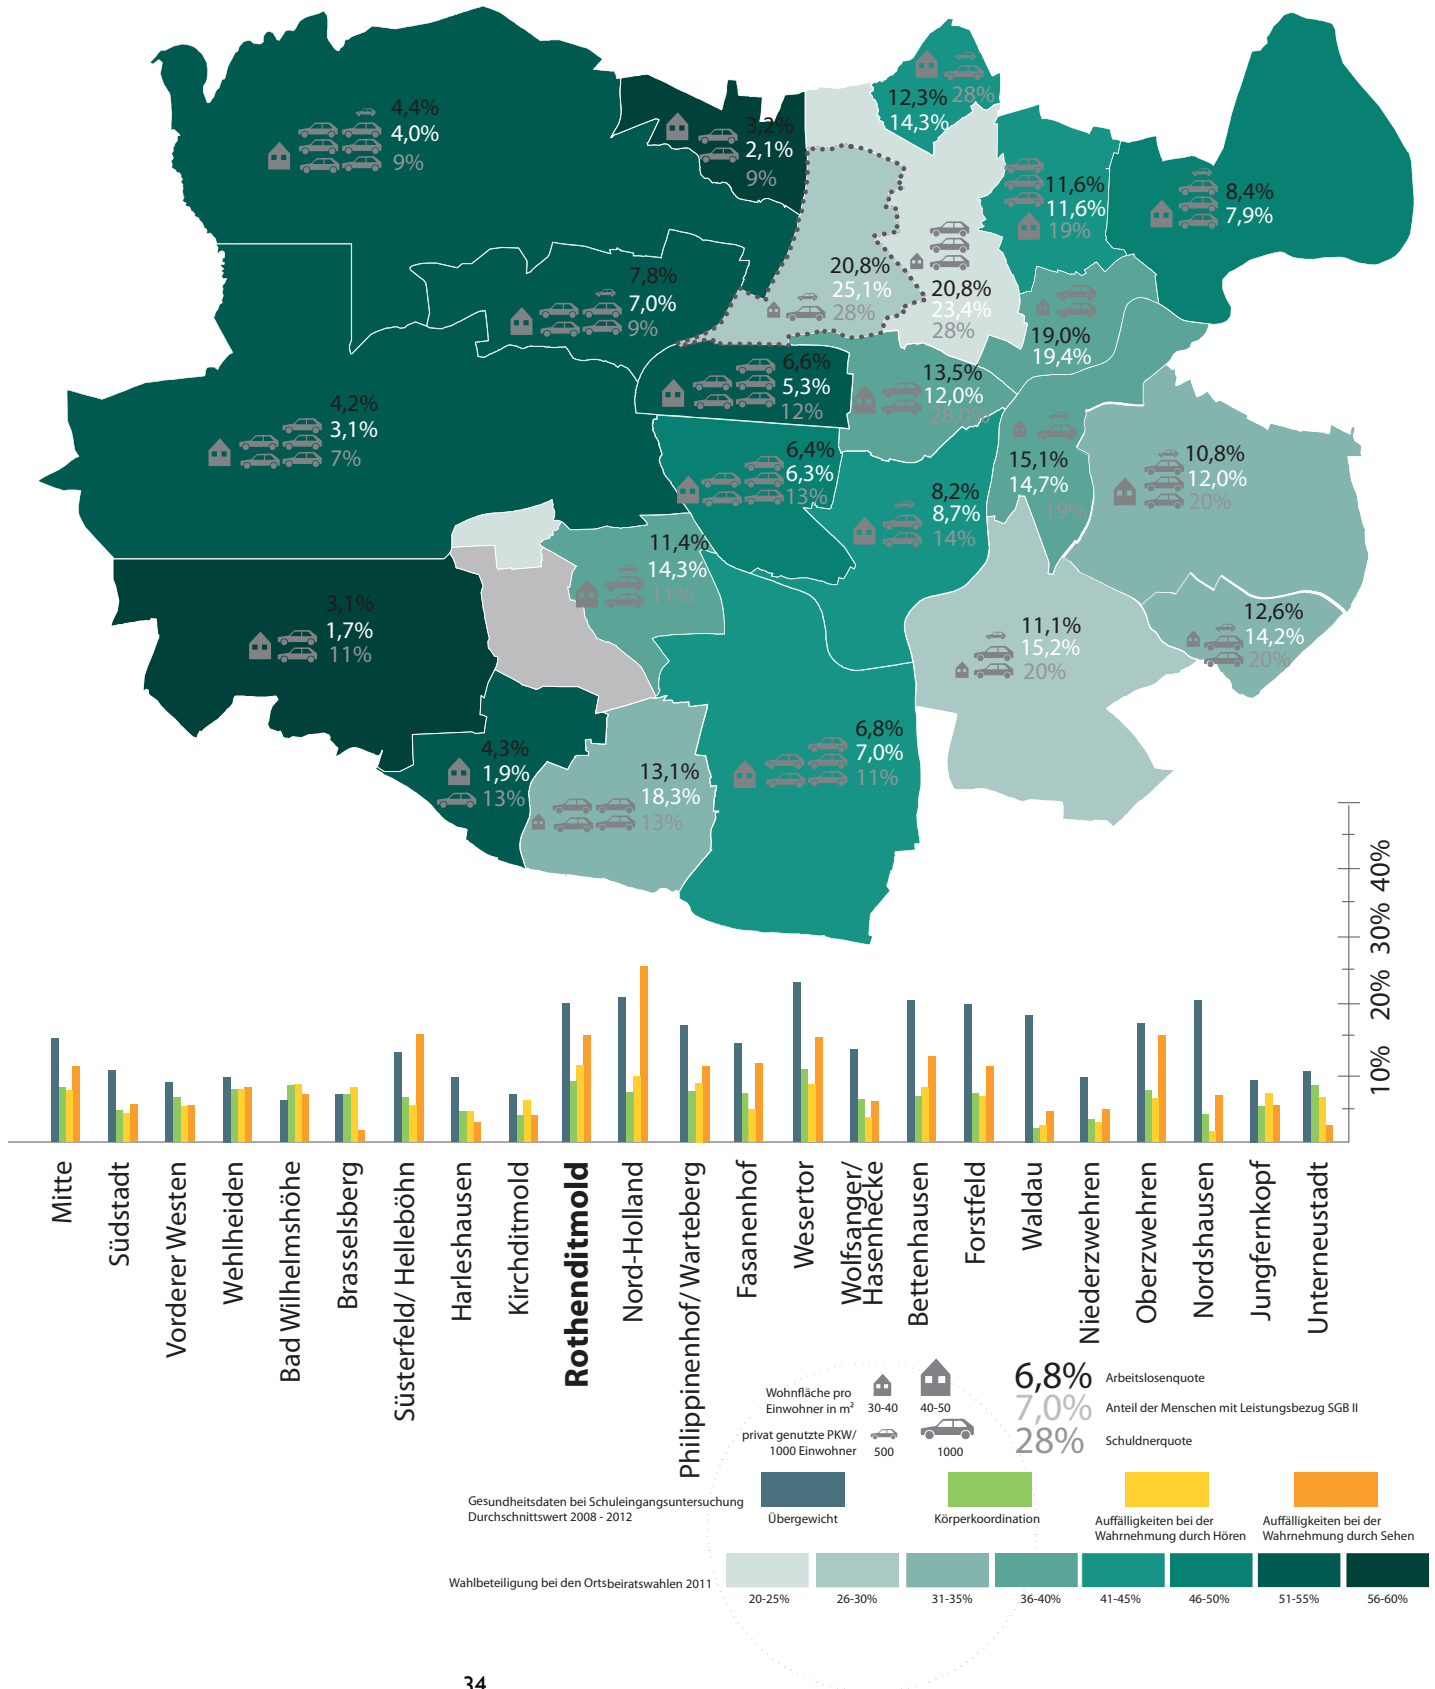 4,4%
4,0%
9%
3,2%
2,1%
9%
12,3% 28%
14,3%
11,6%
11,6%
19%
8,4%
7,9%
7,8%
7,0%
9%
20,8%
25,1%
28%
20,8%
23,4%
28%
19,0%
19,4%
6,6%
5,3%
12%
13,5%
12,0%
28,0%
4,2%
3,1%
7%
6,4%
6,3%
13%
8,2%
8,7%
14%
15,1%
14,7%
19%
10,8%
12,0%
20%
11,4%
14,3%
11%
3,1%
1,7%
11%
11,1%
15,2%
20%
12,6%
14,2%
20%
4,3%
1,9%
13%
13,1%
18,3%
13%
6,8%
7,0%
11%
40%
30%
20%
10%
Mitte
Südstadt
Vorderer Westen
Wehlheiden
Bad Wilhelmshöhe
Brasselsberg
Süsterfeld/ Helleböhn
Harleshausen
Kirchditmold
Rothenditmold
Nord-Holland
Philippinenhof/ Warteberg
Fasanenhof
Wesertor
Wolfsanger/
Hasenhecke
Bettenhausen
Forstfeld
Waldau
Niederzwehren
Oberzwehren
Nordshausen
Jungfernkopf
Unterneustadt
Wohnfläche pro
Einwohner in m²
30-40
40-50
privat genutzte PKW/
1000 Einwohner
500
1000
6,8% Arbeitslosenquote
7,0% Anteil der Menschen mit Leistungsbezug SGB II
28% Schuldnerquote
Gesundheitsdaten bei Schuleingangsuntersuchung
Durchschnittswert 2008 - 2012
Übergewicht
Körperkoordination
Auffälligkeiten bei der
Wahrnehmung durch Hören
Auffälligkeiten bei der
Wahrnehmung durch Sehen
Wahlbeteiligung bei den Ortsbeiratswahlen 2011
20-25%
26-30%
31-35%
36-40%
41-45%
46-50%
51-55%
56-60%
34